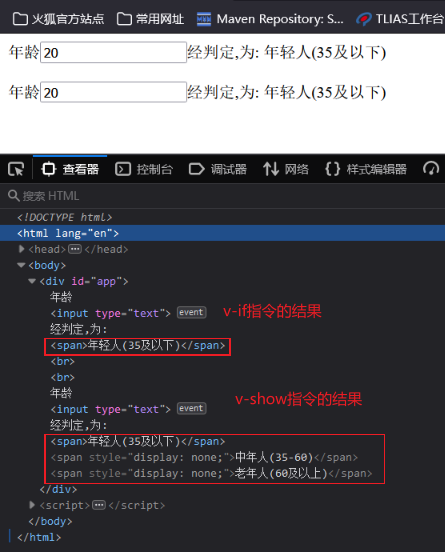 火狐官方站点 常用网址 Maven Repository: S... TLIAS工作台
年龄20经判定,为: 年轻人(35及以下)
年龄20经判定,为: 年轻人(35及以下)
查看器 控制台 调试器 网络 样式编辑器
搜索 HTML
<!DOCTYPE html>
<html lang="en">
<head>
</head>
<body>
<div id="app">
年龄
<input type="text"> event v-if指令的结果
经判定,为:
<span>年轻人(35及以下)</span>
<br>
<br>
年龄 v-show指令的结果
<input type="text"> event
经判定,为:
<span>年轻人(35及以下)</span>
<span style="display: none;">中年人(35-60)</span>
<span style="display: none;">老年人(60及以上)</span>
</div>
<script>
</script>
</body>
</html>